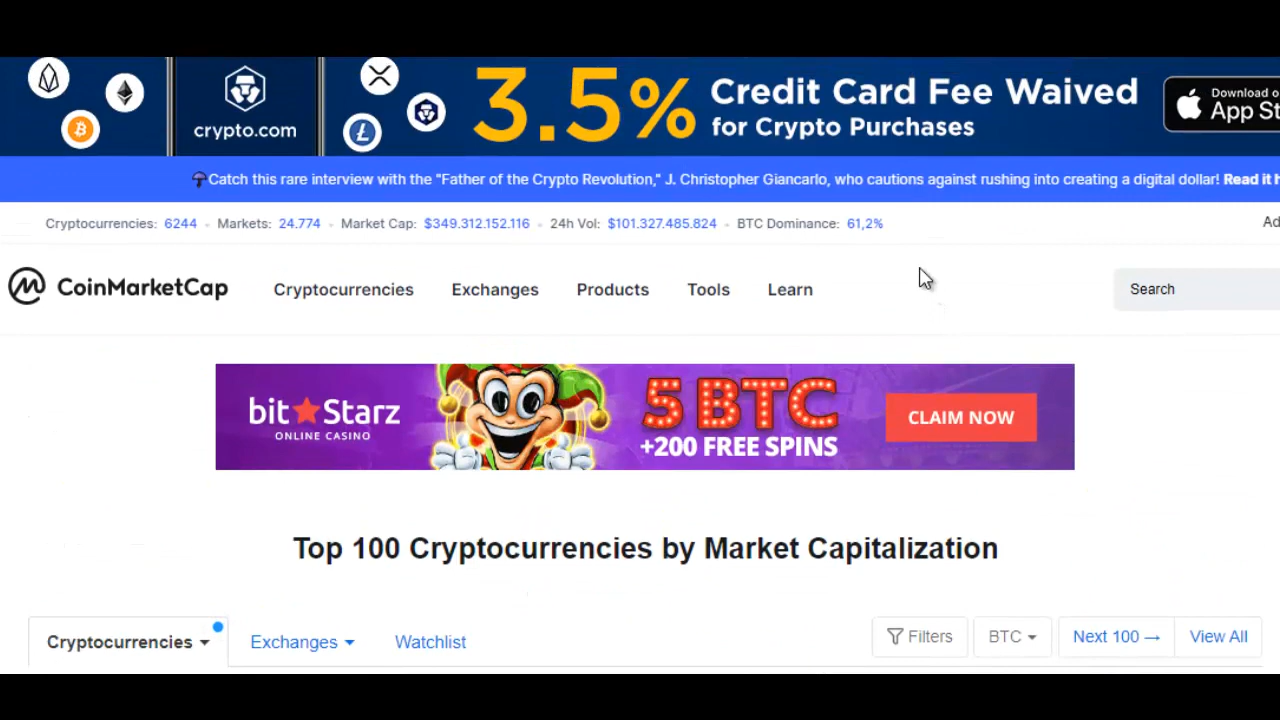 crypto.com
3.5%
Credit Card Fee Waived
for Crypto Purchases
Download o
App St
Catch this rare interview with the "Father of the Crypto Revolution," J. Christopher Giancarlo, who cautions against rushing into creating a digital dollar! Read it h
Cryptocurrencies: 6244 Markets: 24.774 Market Cap: $349.312.152.116 24h Vol: $101.327.485.824 BTC Dominance: 61,2%
Ad
CoinMarketCap Cryptocurrencies Exchanges Products Tools Learn Search
bit Starz
ONLINE CASINO
5 BTC
+200 FREE SPINS
CLAIM NOW
Top 100 Cryptocurrencies by Market Capitalization
Cryptocurrencies Exchanges Watchlist Filters BTC Next 100 → View All